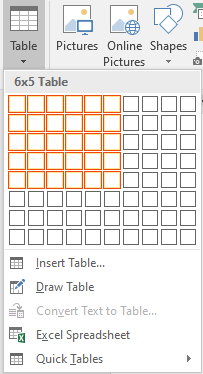 Table
Pictures
Online
Pictures
Shapes
6x5 Table
Insert Table...
Draw Table
Convert Text to Table...
Excel Spreadsheet
Quick Tables